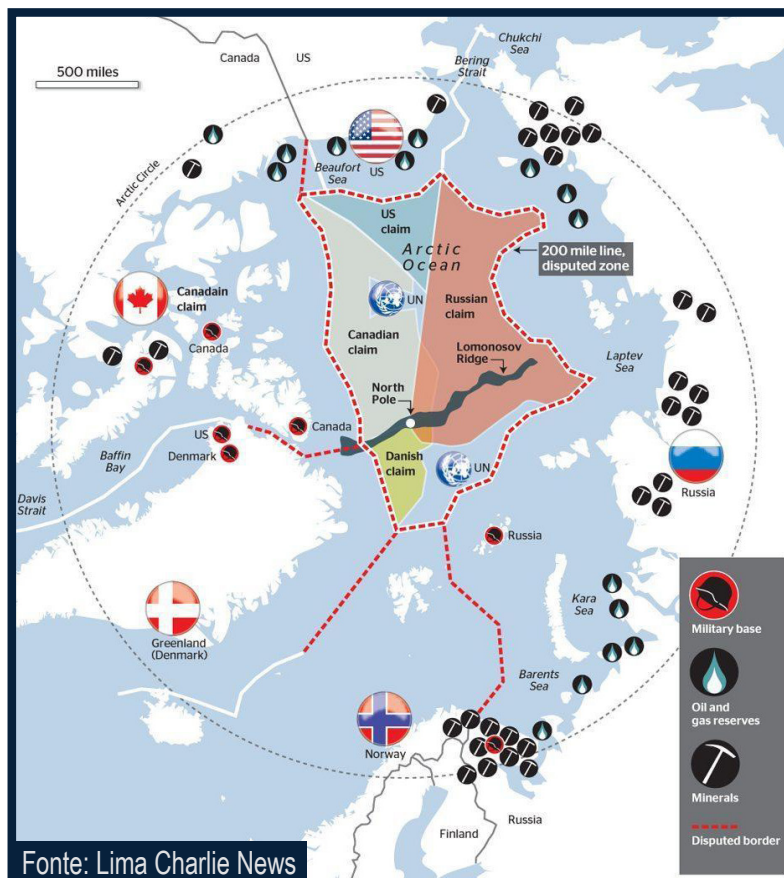 Chukchi
Sea
Canada
US
Bering
Strait
500 miles
Arctic Circle
Beaufort
Sea
US
US
claim
Arctic
Ocean
200 mile line,
disputed zone
UN
Russian
claim
Canadain
claim
Canadian
claim
Lomonosov
Ridge
Canada
Laptev
Sea
North
Pole
US
Canada
Denmark
Baffin
Bay
Danish
claim
UN
Russia
Davis
Strait
Russia
Kara
Sea
Military base
Greenland
(Denmark)
Barents
Sea
Oil and
gas reserves
Norway
Minerals
Russia
Finland
Disputed border
Fonte: Lima Charlie News